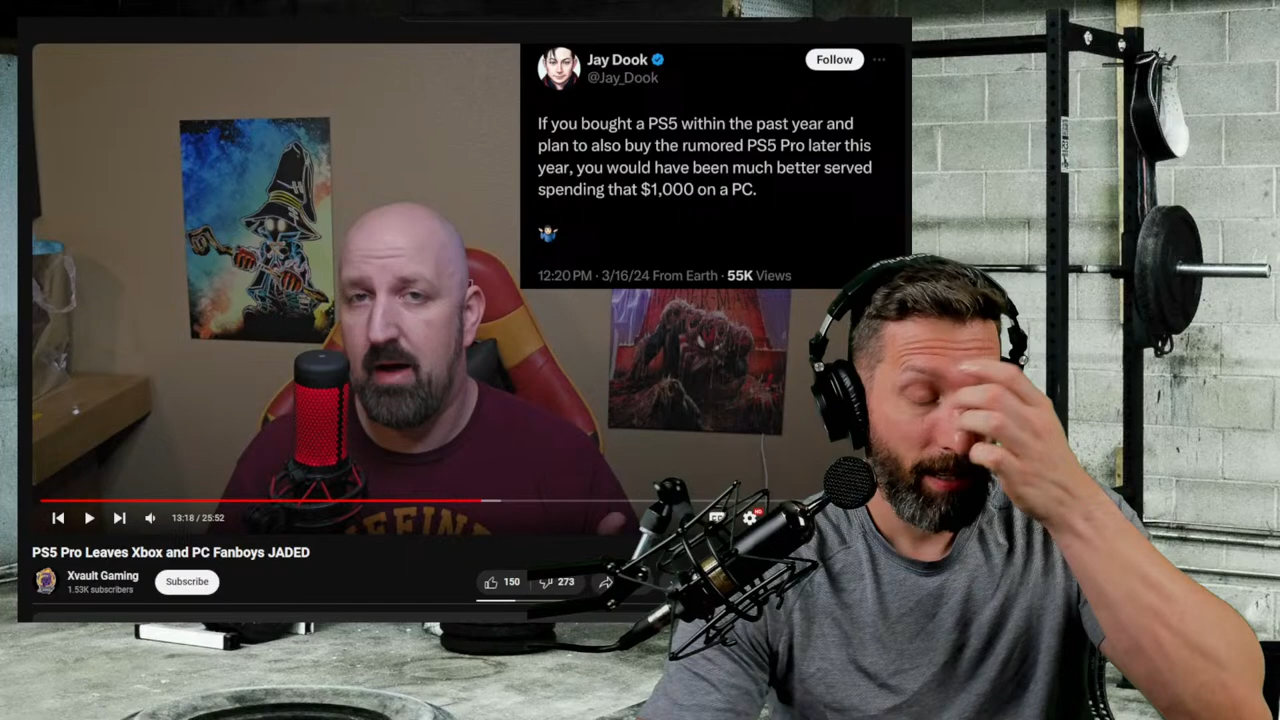 Jay Dook
@Jay_Dook
Follow
If you bought a PS5 within the past year and
plan to also buy the rumored PS5 Pro later this
year, you would have been much better served
spending that $1,000 on a PC.
12:20 PM · 3/16/24 From Earth · 55K Views
13:18 / 25:52
HD
PS5 Pro Leaves Xbox and PC Fanboys JADED
Xvault Gaming
1.53K subscribers
Subscribe
150
273